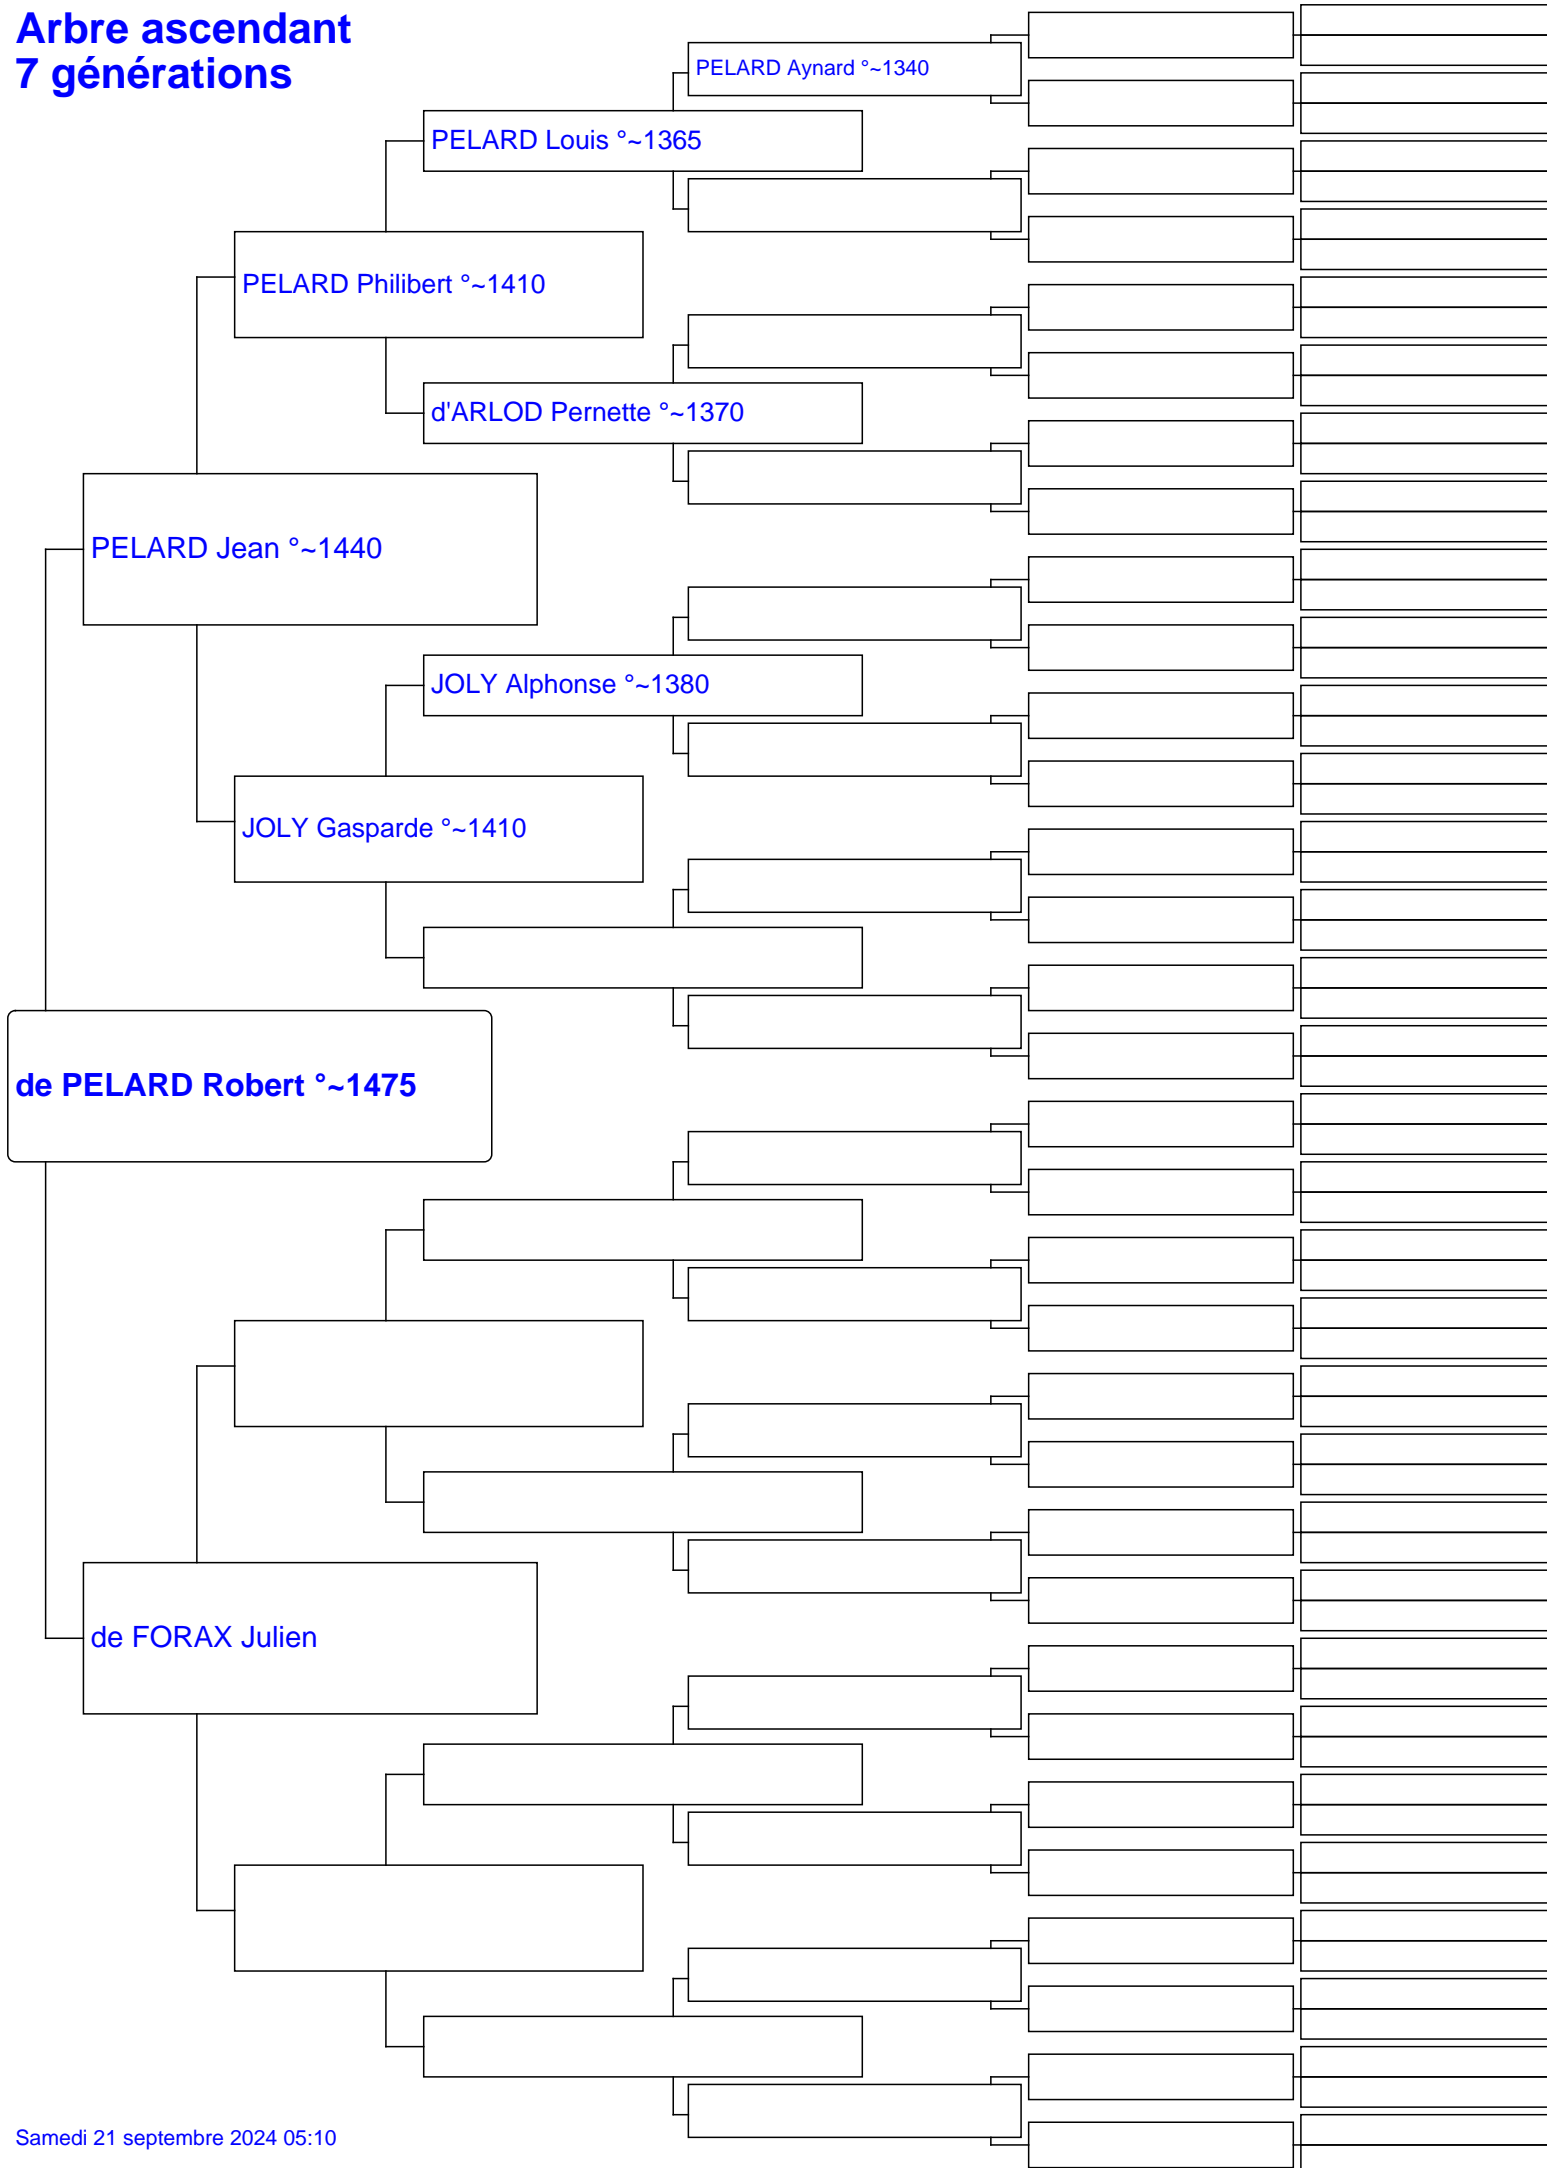 Arbre ascendant
7 générations
PELARD Aynard °~1340
PELARD Louis °~1365
PELARD Philibert °~1410
d'ARLOD Pernette °~1370
PELARD Jean °~1440
JOLY Alphonse °~1380
JOLY Gasparde °~1410
de PELARD Robert °~1475
de FORAX Julien
Samedi 21 septembre 2024 05:10